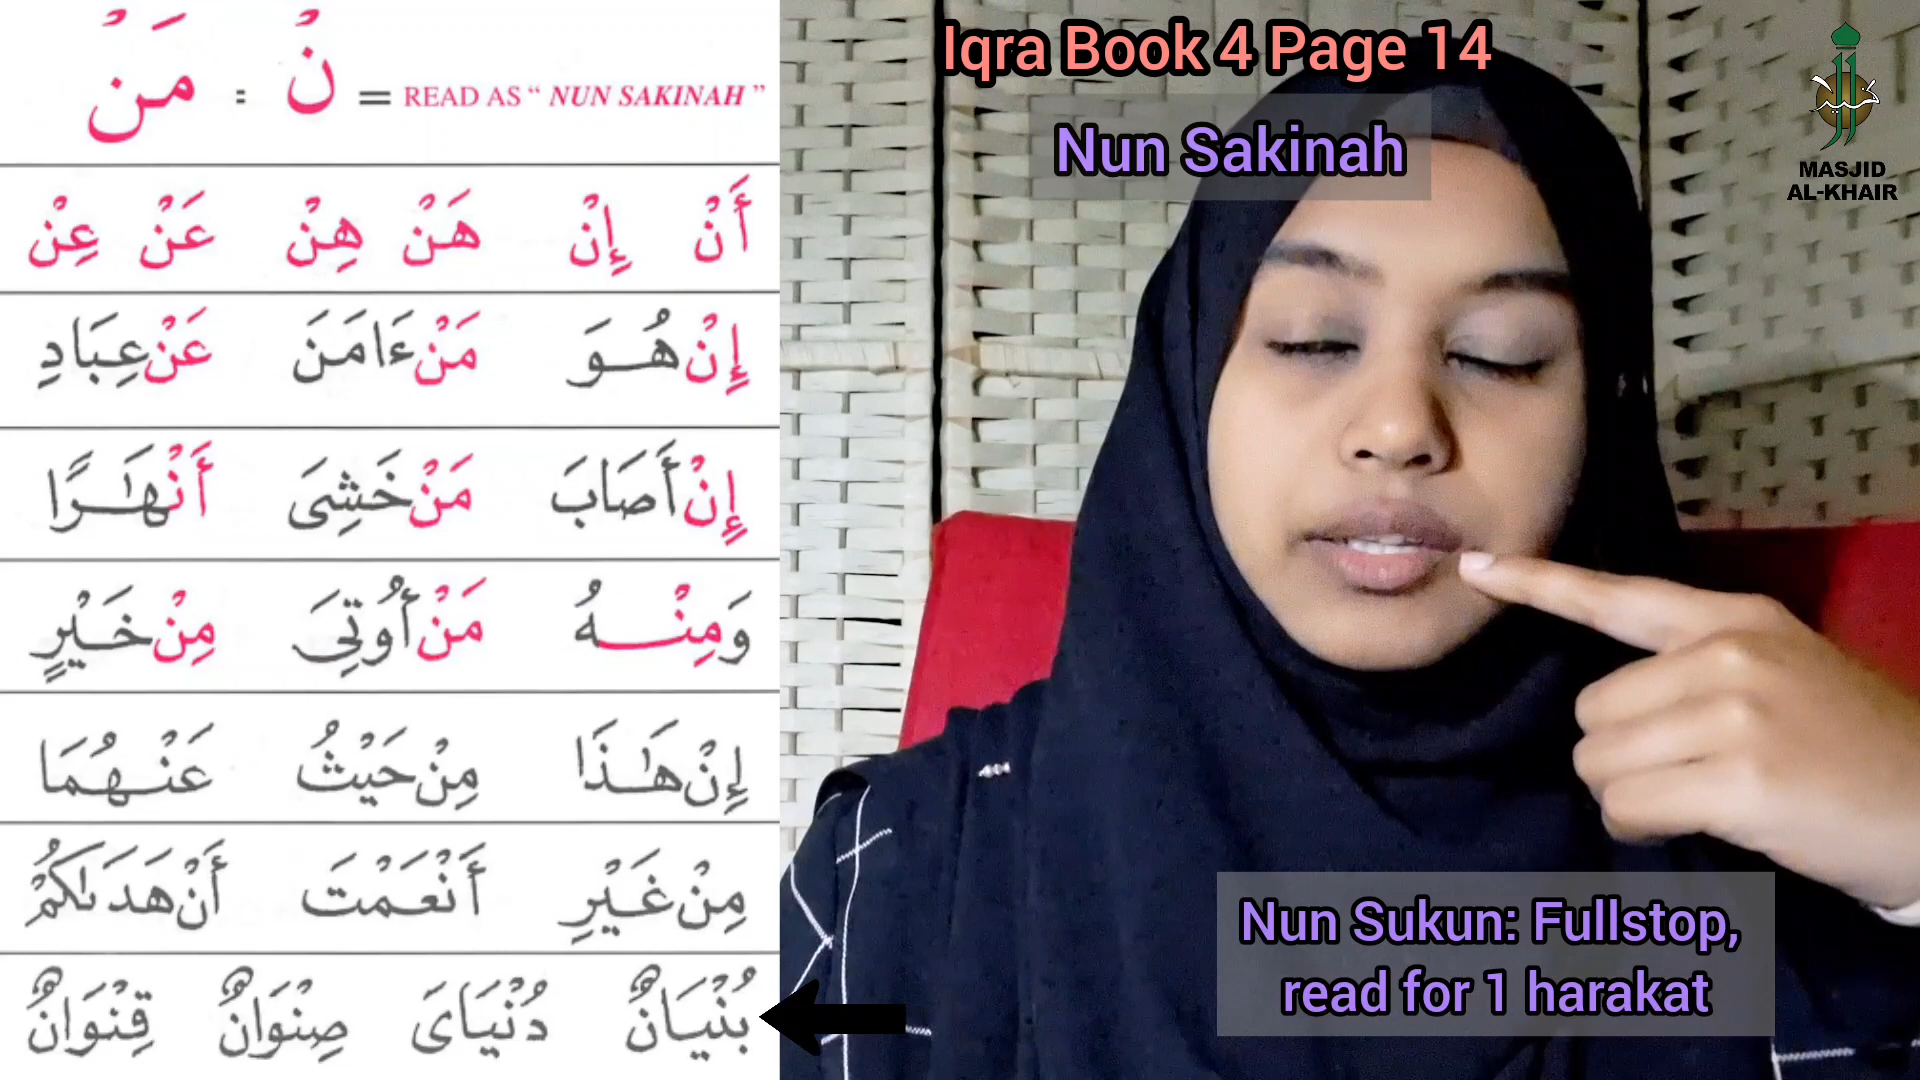 مَنْ : نْ = READ AS “ NUN SAKINAH ”
أَنْ إِنْ هَنْ هِنْ عَنْ عِنْ
إِنْ هُوَ مَنْ ءَامَنَ عَنْ عِبَادِ
إِنْ أَصَابَ مَنْ خَشِىَ أَنْهَٰرًا
وَمِنْهُ مَنْ أُوتِىَ مِنْ خَيْرٍ
إِنْ هَٰذَا مِنْ حَيْثُ عَنْهُمَا
مِنْ غَيْرِ أَنْعَمْتَ أَنْ هَدَىٰكُمْ
بُنْيَانٌ دُنْيَاىَ صِنْوَانٌ قِنْوَانٌ
Iqra Book 4 Page 14
Nun Sakinah
MASJID
AL-KHAIR
Nun Sukun: Fullstop,
read for 1 harakat